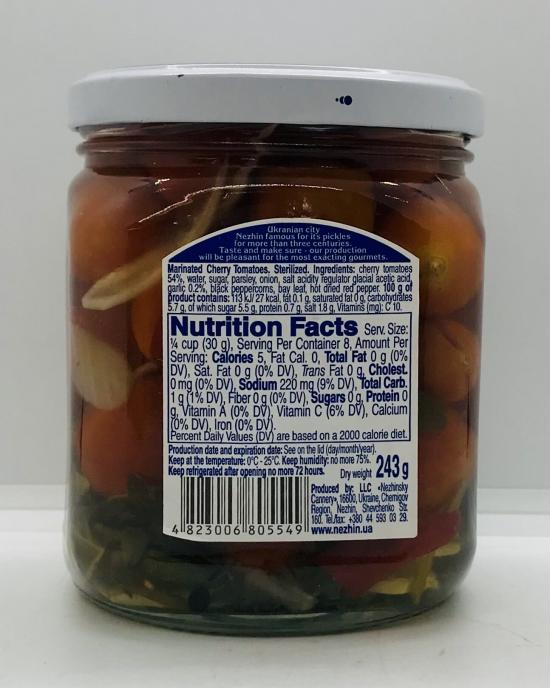 Ukranian city
Nezhin famous for its pickles
for more than three centuries.
Taste and make sure - our production
will be pleasant for the most exacting gourmets.
Marinated Cherry Tomatoes. Sterilized. Ingredients: cherry tomatoes
54%, water, sugar, parsley, onion, salt acidity regulator glacial acetic acid,
garlic 0.2%, black peppercorns, bay leaf, hot dried red pepper. 100 g of
product contains: 113 kJ/ 27 kcal, fat 0.1 g, saturated fat 0 g, carbohydrates
5.7 g, of which sugar 5.5 g, protein 0.7 g, salt 1.8 g, Vitamins (mg): C 10.
Nutrition Facts Serv. Size:
¼ cup (30 g), Serving Per Container 8, Amount Per
Serving: Calories 5, Fat Cal. 0, Total Fat 0 g (0%
DV), Sat. Fat 0 g (0% DV), Trans Fat 0 g, Cholest.
0 mg (0% DV), Sodium 220 mg (9% DV), Total Carb.
1 g (1% DV), Fiber 0 g (0% DV), Sugars 0 g, Protein 0
g, Vitamin A (0% DV), Vitamin C (6% DV), Calcium
(0% DV), Iron (0% DV).
Percent Daily Values (DV) are based on a 2000 calorie diet.
Production date and expiration date: See on the lid (day/month/year).
Keep at the temperature: 0°C - 25°C. Keep humidity: no more 75%.
Keep refrigerated after opening no more 72 hours.
Dry weight 243 g
Produced by: LLC «Nezhinsky
Cannery», 16600, Ukraine, Chernigov
Region, Nezhin, Shevchenko Str.
160. Tel./fax: +380 44 593 03 29.
www.nezhin.ua
4 823006 805549